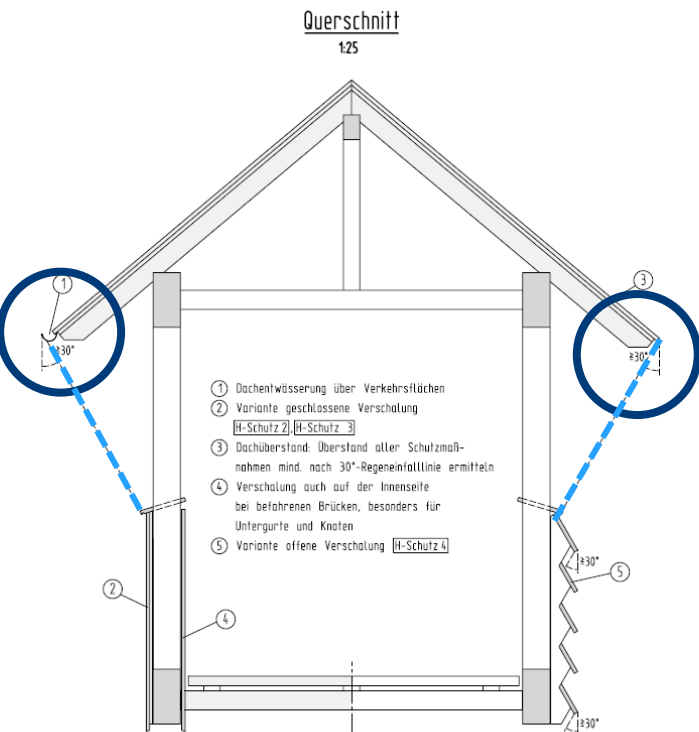 Querschnitt
1:25
1
3
≥30°
≥30°
1 Dachentwässerung über Verkehrsflächen
2 Variante geschlossene Verschalung
H-Schutz 2, H-Schutz 3
3 Dachüberstand: Überstand aller Schutzmaß-
nahmen mind. nach 30°-Regeneinfalllinie ermitteln
4 Verschalung auch auf der Innenseite
bei befahrenen Brücken, besonders für
Untergurte und Knoten
5 Variante offene Verschalung H-Schutz 4
≥30°
5
2
4
≥30°